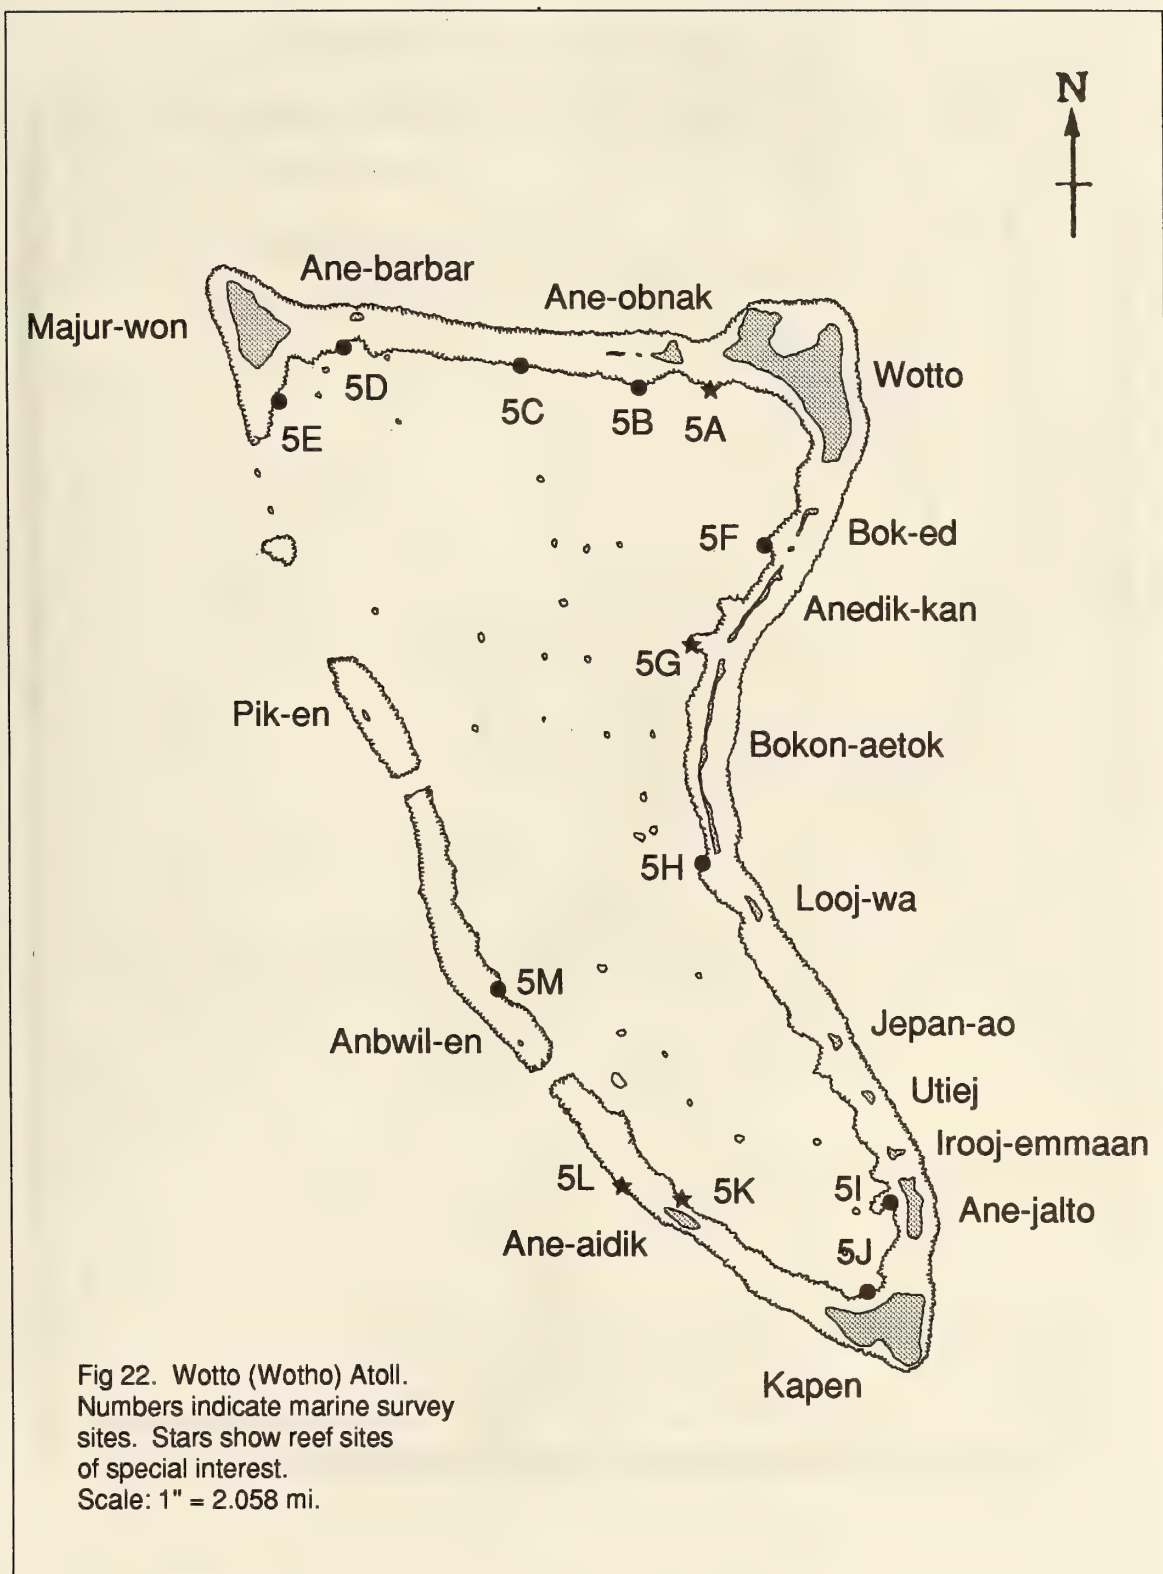 N
Ane-barbar
Ane-obnak
Majur-won
Wotto
5D
5C
5B
5A
5E
Bok-ed
5F
Anedik-kan
5G
Pik-en
Bokon-aetok
5H
Looj-wa
5M
Jepan-ao
Anbwil-en
Utiej
Irooj-emmaan
5L
5K
5I
Ane-jalto
Ane-aidik
5J
Kapen
Fig 22. Wotto (Wotho) Atoll.
Numbers indicate marine survey
sites. Stars show reef sites
of special interest.
Scale: 1" = 2.058 mi.